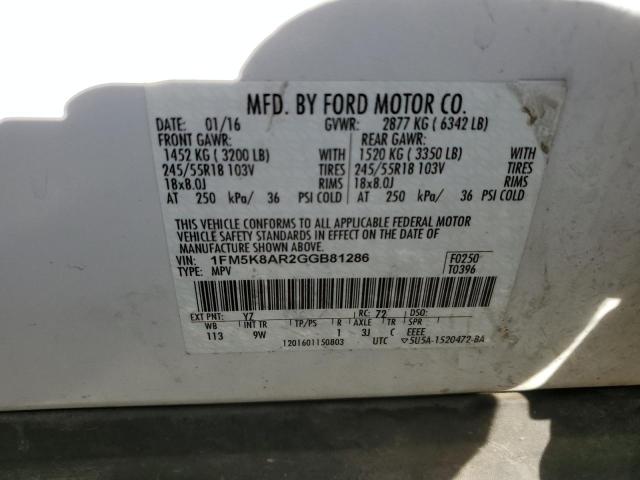 MFD. BY FORD MOTOR CO.
DATE: 01/16 GVWR: 2877 KG ( 6342 LB)
FRONT GAWR: REAR GAWR:
1452 KG ( 3200 LB) WITH 1520 KG ( 3350 LB) WITH
245/55R18 103V TIRES 245/55R18 103V TIRES
18x8.0J RIMS 18x8.0J RIMS
AT 250 kPa/ 36 PSI COLD AT 250 kPa/ 36 PSI COLD
THIS VEHICLE CONFORMS TO ALL APPLICABLE FEDERAL MOTOR
VEHICLE SAFETY STANDARDS IN EFFECT ON THE DATE OF
MANUFACTURE SHOWN ABOVE.
VIN: 1FM5K8AR2GGB81286 F0250
TYPE: MPV T0396
EXT PNT: YZ RC: 72 DSO:
WB INT TR TP/PS R AXLE TR SPR
113 9W 1 3J C EEEE
1201601150803 UTC ▽5U5A-1520472-BA